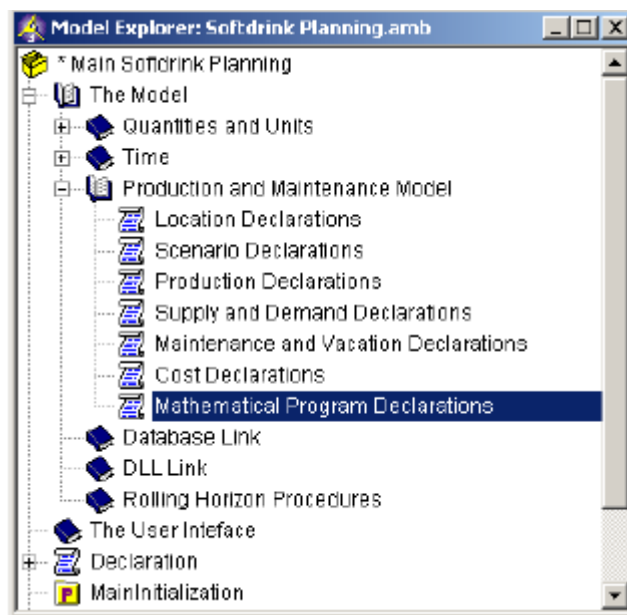 Model Explorer: Softdrink Planning.amb
* Main Softdrink Planning
The Model
Quantities and Units
Time
Production and Maintenance Model
Location Declarations
Scenario Declarations
Production Declarations
Supply and Demand Declarations
Maintenance and Vacation Declarations
Cost Declarations
Mathematical Program Declarations
Database Link
DLL Link
Rolling Horizon Procedures
The User Inteface
Declaration
P MainInitialization